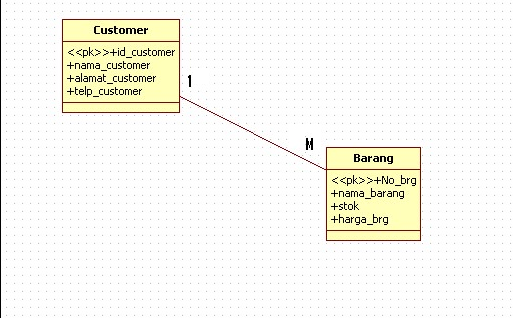 Customer
<<pk>>+id_customer
+nama_customer
+alamat_customer
+telp_customer
1
M
Barang
<<pk>>+No_brg
+nama_barang
+stok
+harga_brg